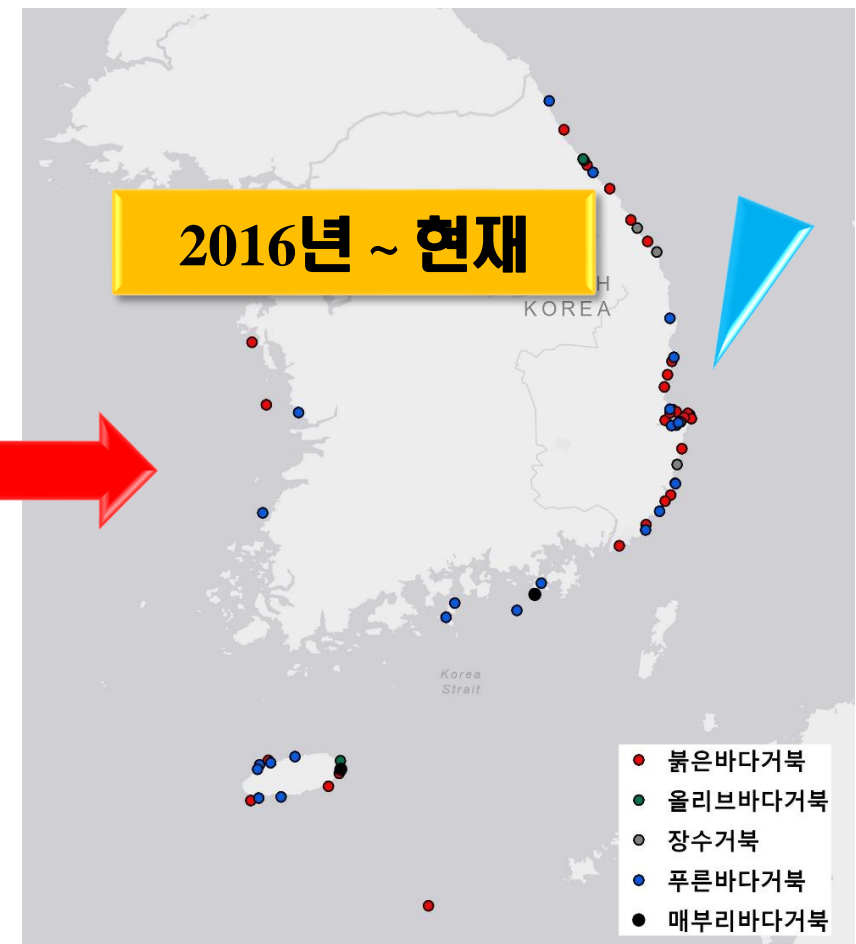 2016년 ~ 현재
H
KOREA
Korea
Strait
붉은바다거북
올리브바다거북
장수거북
푸른바다거북
매부리바다거북